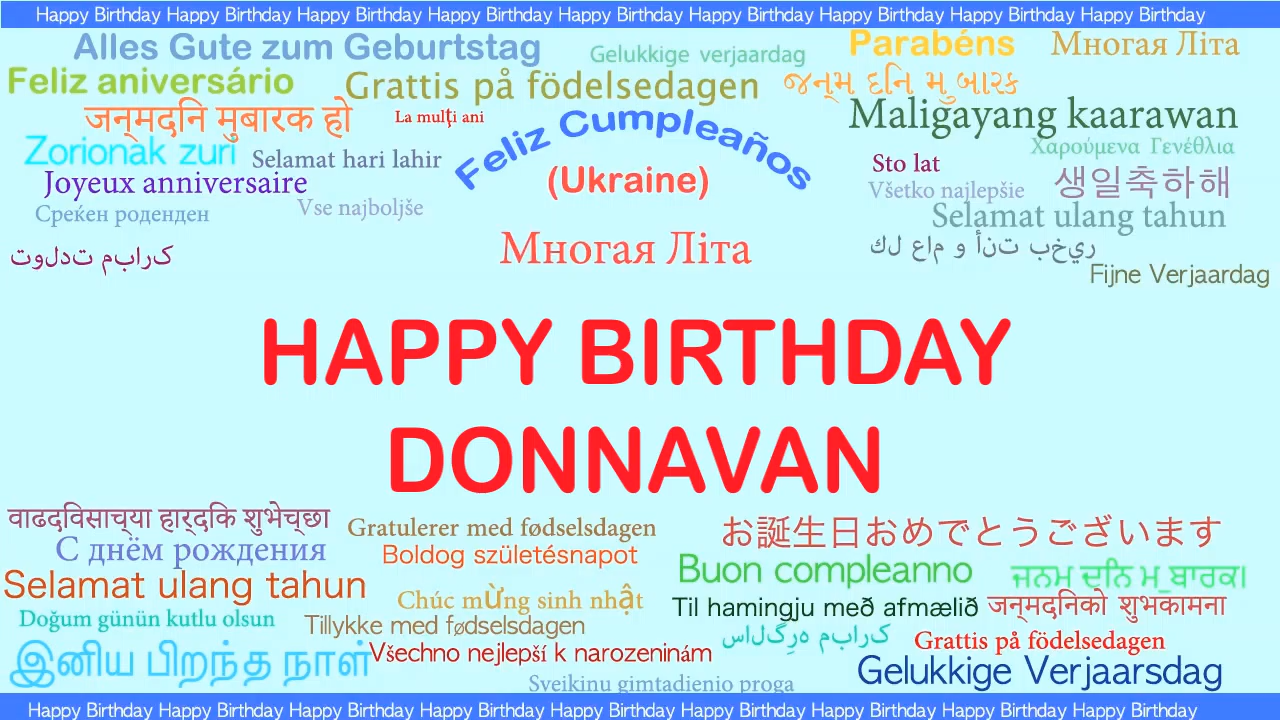 Happy Birthday Happy Birthday Happy Birthday Happy Birthday Happy Birthday Happy Birthday Happy Birthday Happy Birthday Happy Birthday
Alles Gute zum Geburtstag
Gelukkige verjaardag
Parabéns
Многая Літа
Feliz aniversário
Grattis på födelsedagen
જન્મ દિન મુબારક
जन्मदिन मुबारक हो
La mulţi ani
Feliz Cumpleaños
Maligayang kaarawan
Zorionak zuri
Selamat hari lahir
Χαρούμενα Γενέθλια
Joyeux anniversaire
(Ukraine)
Sto lat
Všetko najlepšie
생일축하해
Среќен роденден
Vse najboljše
Selamat ulang tahun
Многая Літа
تولدت مبارک
كل عام و أنت بخير
Fijne Verjaardag
HAPPY BIRTHDAY
DONNAVAN
वाढदिवसाच्या हार्दिक शुभेच्छा
Gratulerer med fødselsdagen
お誕生日おめでとうございます
С днём рождения
Boldog születésnapot
Buon compleanno
ਜਨਮ ਦਿਨ ਮੁਬਾਰਕ।
Selamat ulang tahun
Chúc mừng sinh nhật
Til hamingju með afmælið
जन्मदिनको शुभकामना
Doğum günün kutlu olsun
Tillykke med fødselsdagen
سالگرہ مبارک
Grattis på födelsedagen
இனிய பிறந்த நாள்
Všechno nejlepší k narozeninám
Gelukkige Verjaarsdag
Sveikinu gimtadienio proga
Happy Birthday Happy Birthday Happy Birthday Happy Birthday Happy Birthday Happy Birthday Happy Birthday Happy Birthday Happy Birthday